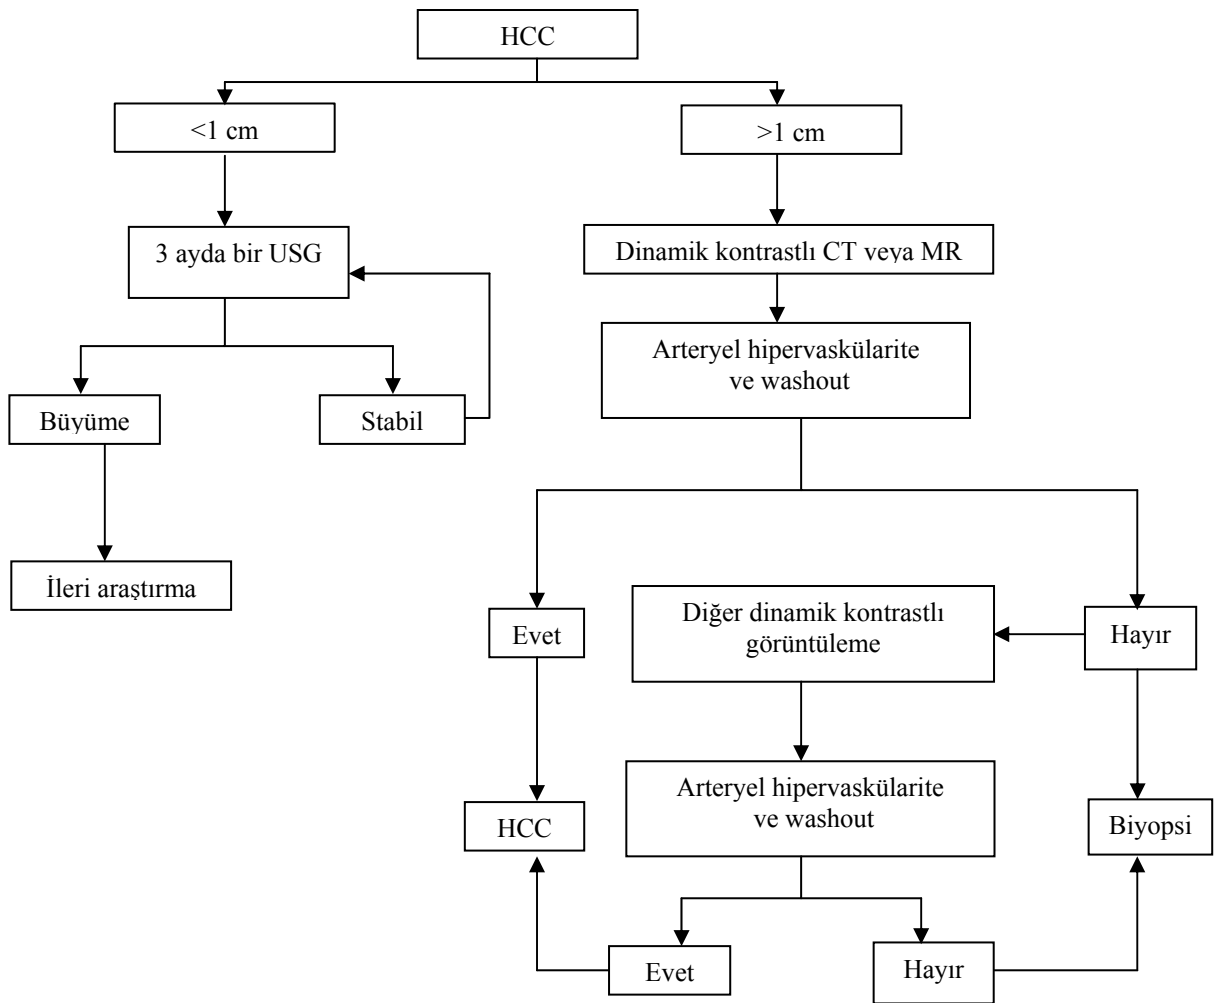 HCC
<1 cm
>1 cm
3 ayda bir USG
Dinamik kontrastlı CT veya MR
Arteryel hipervaskülarite
ve washout
Büyüme
Stabil
İleri araştırma
Evet
Diğer dinamik kontrastlı
görüntüleme
Hayır
Arteryel hipervaskülarite
ve washout
HCC
Biyopsi
Evet
Hayır